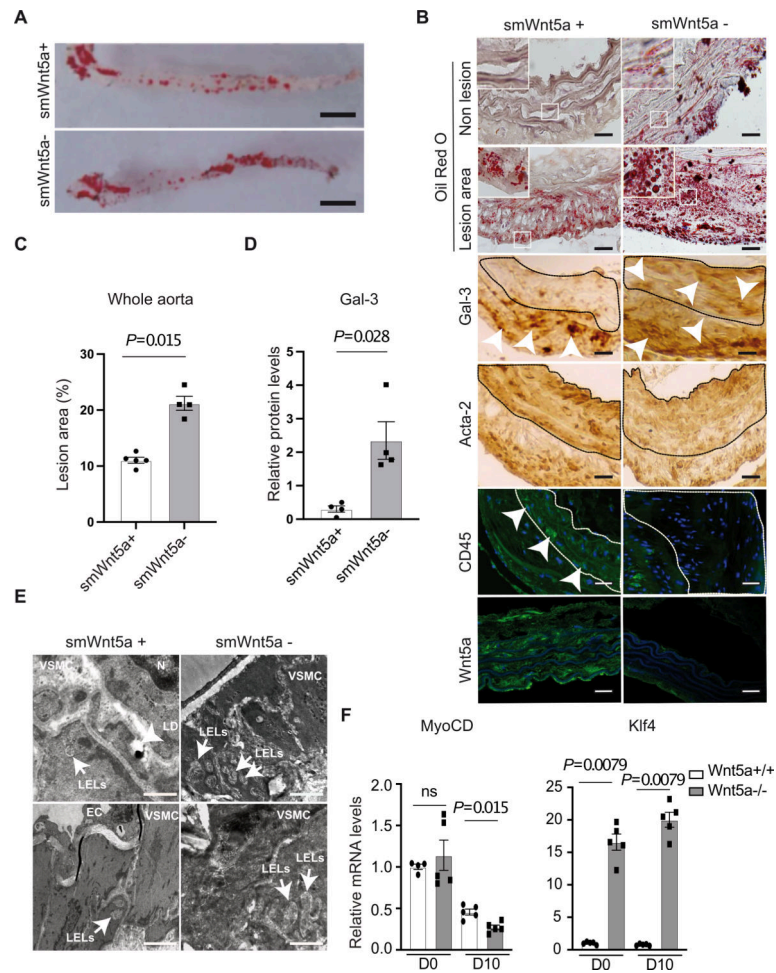 A
smWnt5a+
smWnt5a-
B
smWnt5a +
smWnt5a -
Oil Red O
Non lesion
Lesion area
Gal-3
Acta-2
CD45
Wnt5a
C
Whole aorta
P=0.015
Lesion area (%)
30
20
10
0
smWnt5a+
smWnt5a-
D
Gal-3
P=0.028
Relative protein levels
5
4
3
2
1
0
smWnt5a+
smWnt5a-
E
smWnt5a +
smWnt5a -
VSMC
N
LD
LELs
VSMC
LELs
LELs
EC
VSMC
LELs
VSMC
LELs
LELs
F
MyoCD
Relative mRNA levels
2.0
1.5
1.0
0.5
0.0
ns
P=0.015
D0
D10
Klf4
25
20
15
10
5
0
P=0.0079
P=0.0079
D0
D10
Wnt5a+/+
Wnt5a-/-